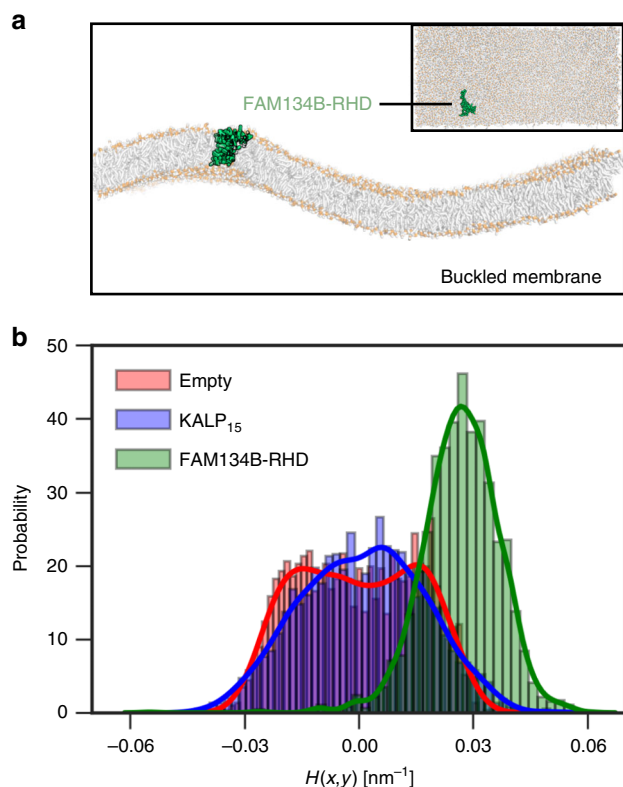 a
FAM134B-RHD
Buckled membrane
b
50
40
30
20
10
0
Probability
Empty
KALP₁₅
FAM134B-RHD
−0.06
−0.03
0.00
0.03
0.06
H(x,y) [nm⁻¹]